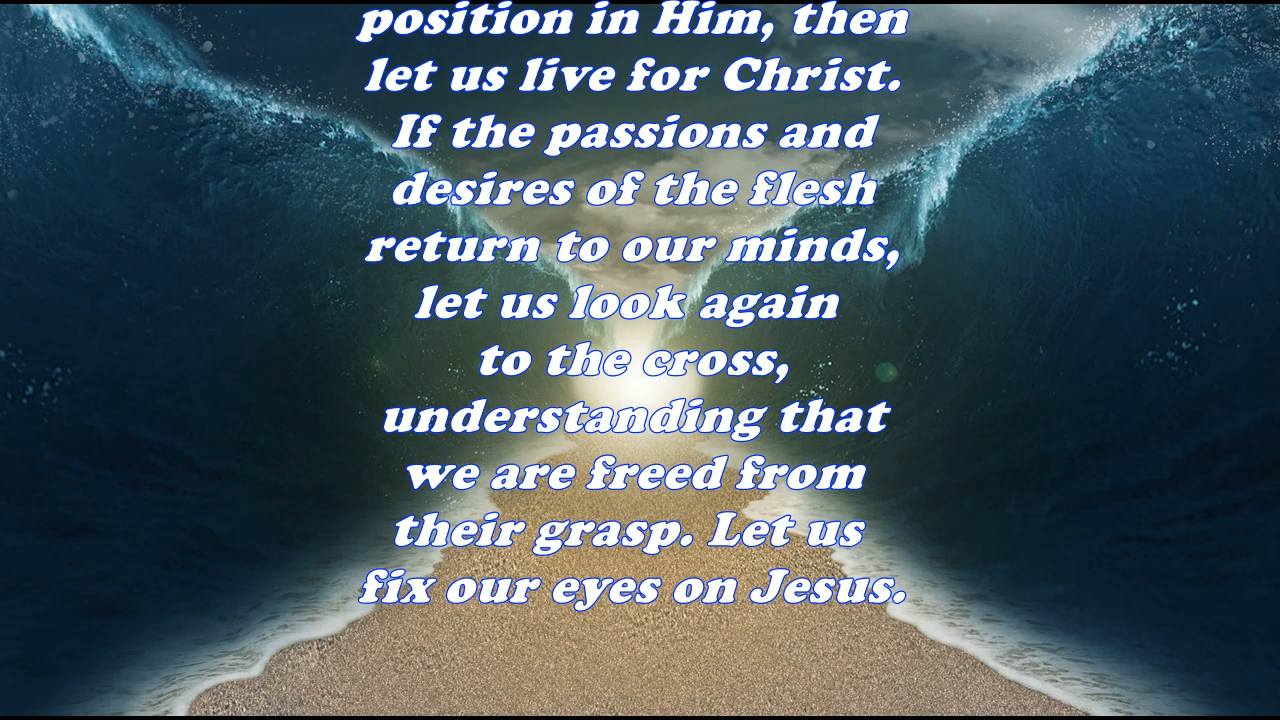 position in Him, then
let us live for Christ.
If the passions and
desires of the flesh
return to our minds,
let us look again
to the cross,
understanding that
we are freed from
their grasp. Let us
fix our eyes on Jesus.